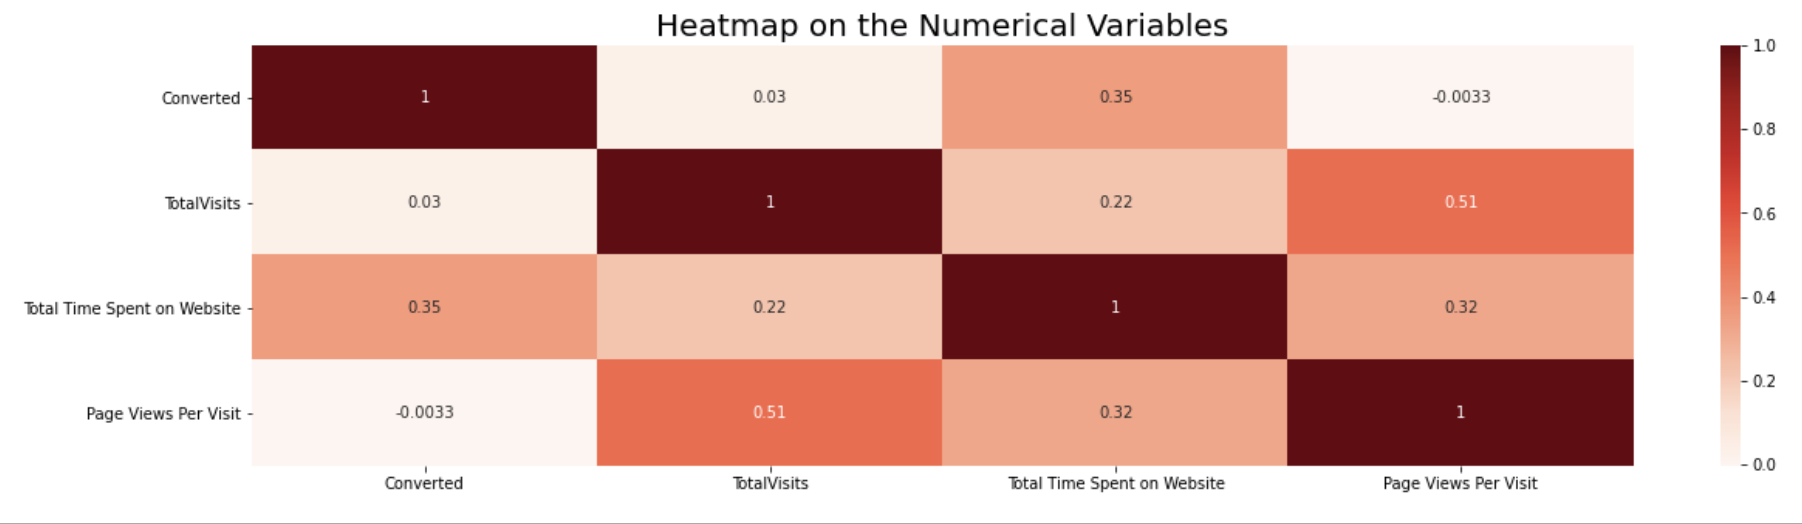 Heatmap on the Numerical Variables
Converted 1 0.03 0.35 -0.0033
TotalVisits 0.03 1 0.22 0.51
Total Time Spent on Website 0.35 0.22 1 0.32
Page Views Per Visit -0.0033 0.51 0.32 1
Converted TotalVisits Total Time Spent on Website Page Views Per Visit
1.0
0.8
0.6
0.4
0.2
0.0